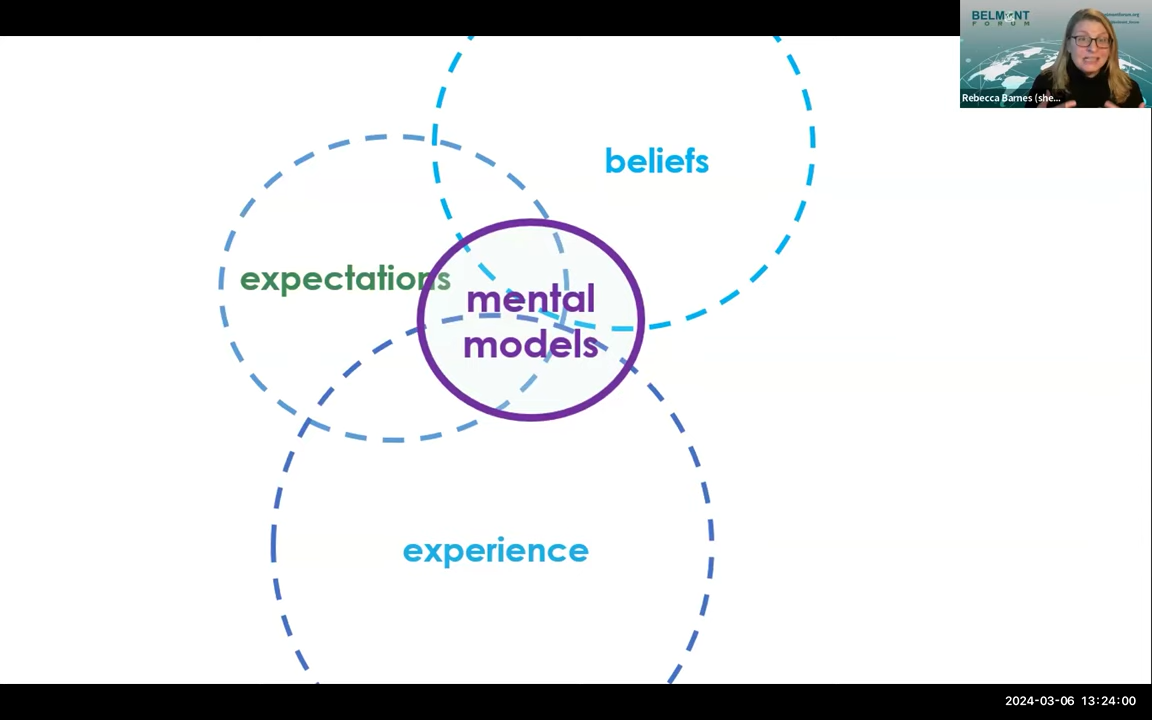 BELMONT
FORUM
Rebecca Barnes (she...
beliefs
expectations
mental
models
experience
2024-03-06 13:24:00